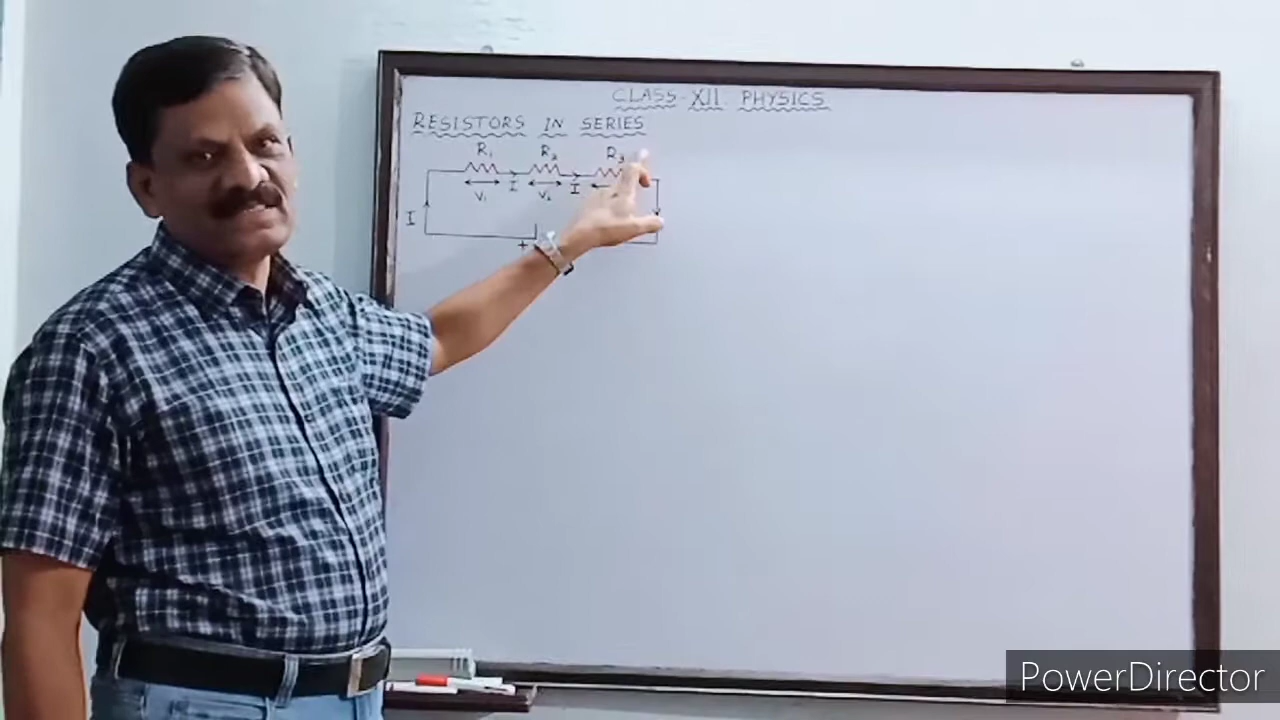 CLASS-XII PHYSICS
RESISTORS IN SERIES
R₁ R₂ R₃
I I
V₁ V₂
I
+
PowerDirector